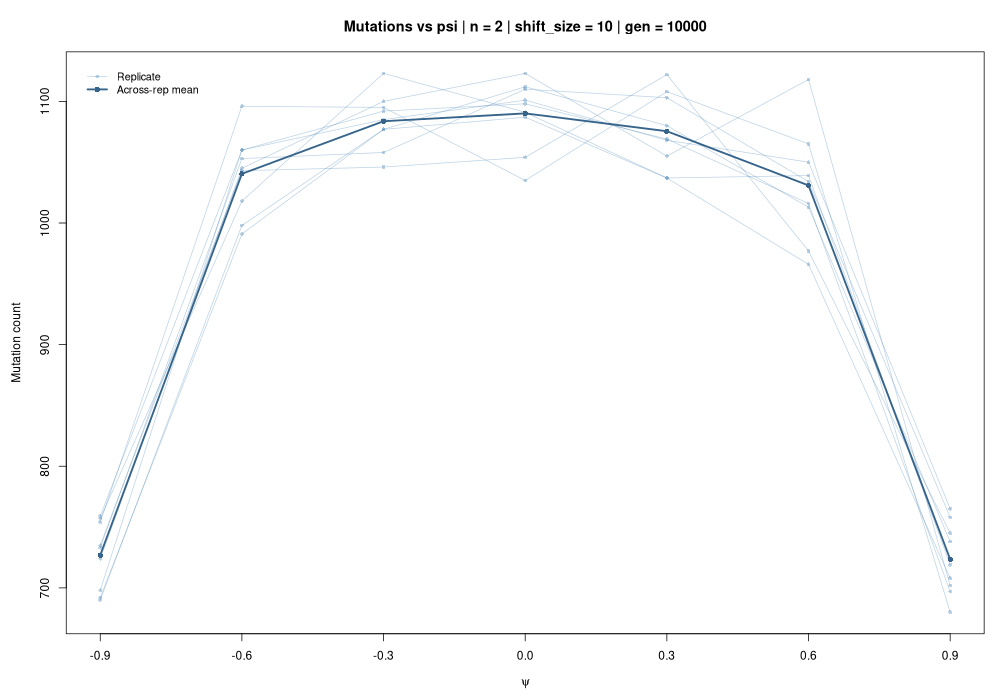 Mutations vs psi | n = 2 | shift_size = 10 | gen = 10000
Replicate
Across-rep mean
Mutation count
1100
1000
900
800
700
-0.9
-0.6
-0.3
0.0
0.3
0.6
0.9
ψ